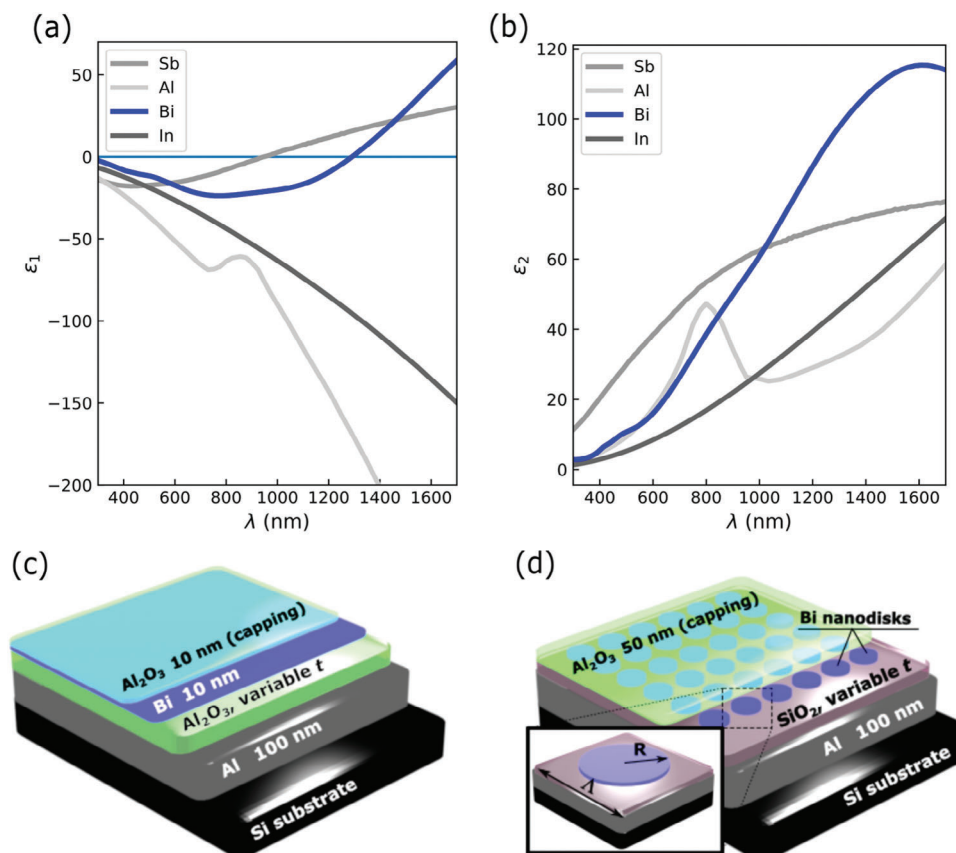 (a)
Sb
Al
Bi
In
50
0
−50
−100
−150
−200
ε1
400 600 800 1000 1200 1400 1600
λ (nm)
(b)
Sb
Al
Bi
In
120
100
80
60
40
20
0
ε2
400 600 800 1000 1200 1400 1600
λ (nm)
(c)
Al₂O₃ 10 nm (capping)
Bi 10 nm
Al₂O₃, variable t
Al 100 nm
Si substrate
(d)
Al₂O₃ 50 nm (capping)
Bi nanodisks
SiO₂, variable t
Al 100 nm
Si substrate
R
Λ